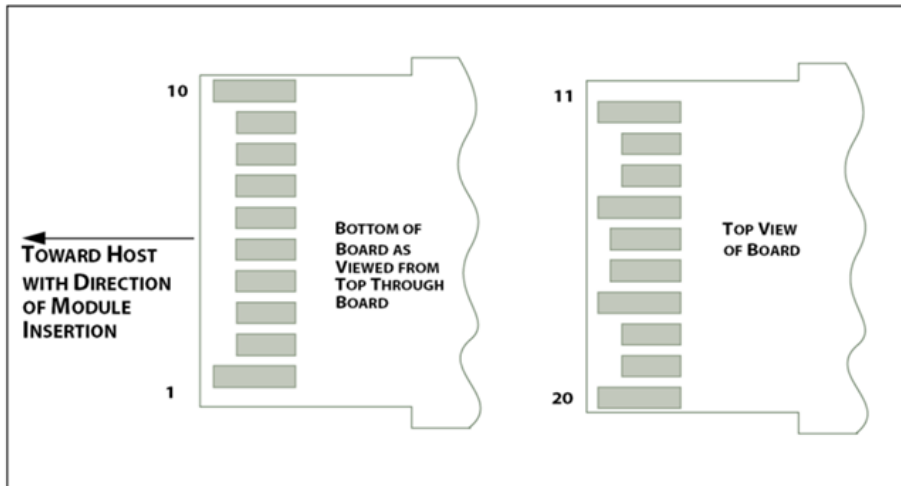 10
1
TOWARD HOST
WITH DIRECTION
OF MODULE
INSERTION
BOTTOM OF
BOARD AS
VIEWED FROM
TOP THROUGH
BOARD
11
20
TOP VIEW
OF BOARD